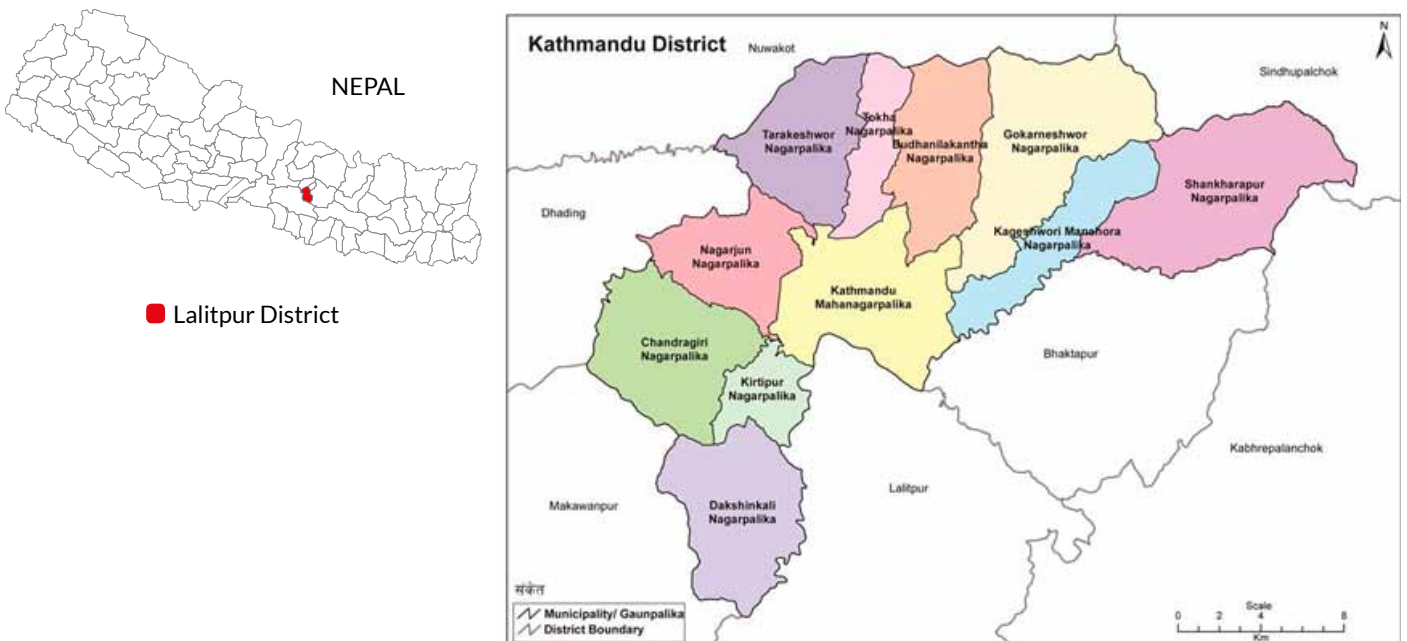 NEPAL
Lalitpur District
Kathmandu District
Nuwakot
N
Sindhupalchok
Tarakeshwor
Nagarpalika
Tokha
Nagarpalika
Budhanilakantha
Nagarpalika
Gokarneshwor
Nagarpalika
Shankharapur
Nagarpalika
Dhading
Kageshwori Manahora
Nagarpalika
Nagarjun
Nagarpalika
Kathmandu
Mahanagarpalika
Chandragiri
Nagarpalika
Bhaktapur
Kirtipur
Nagarpalika
Kabhrepalanchok
Makawanpur
Dakshinkali
Nagarpalika
Lalitpur
संकेत
Municipality/ Gaunpalika
District Boundary
Scale
0 2 4 8
Km